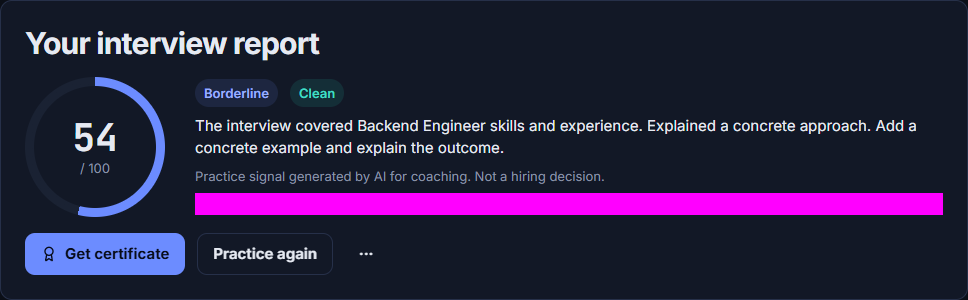 Your interview report
54
/ 100
Borderline
Clean
The interview covered Backend Engineer skills and experience. Explained a concrete approach. Add a
concrete example and explain the outcome.
Practice signal generated by AI for coaching. Not a hiring decision.
Get certificate
Practice again
...